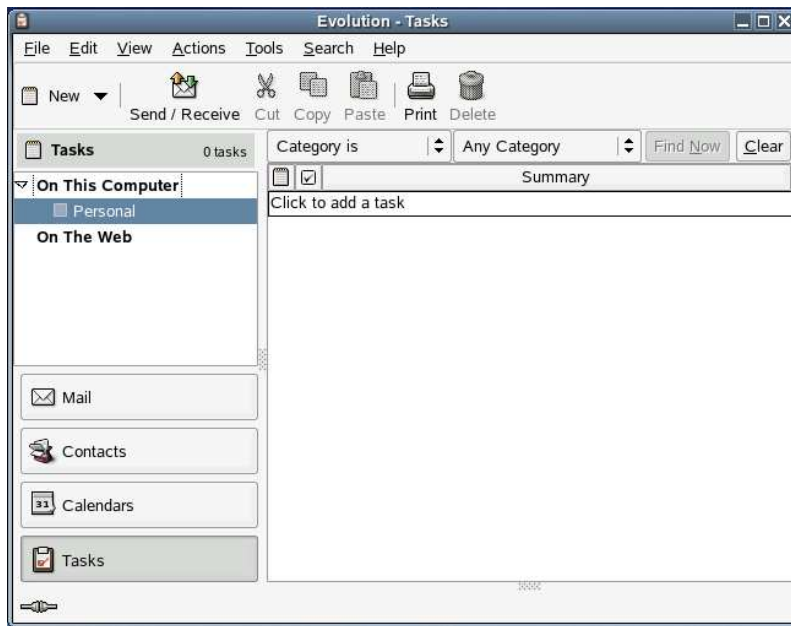 Evolution - Tasks
File Edit View Actions Tools Search Help
New Send / Receive Cut Copy Paste Print Delete
Tasks 0 tasks Category is Any Category Find Now Clear
Summary
On This Computer
Click to add a task
Personal
On The Web
Mail
Contacts
31 Calendars
Tasks